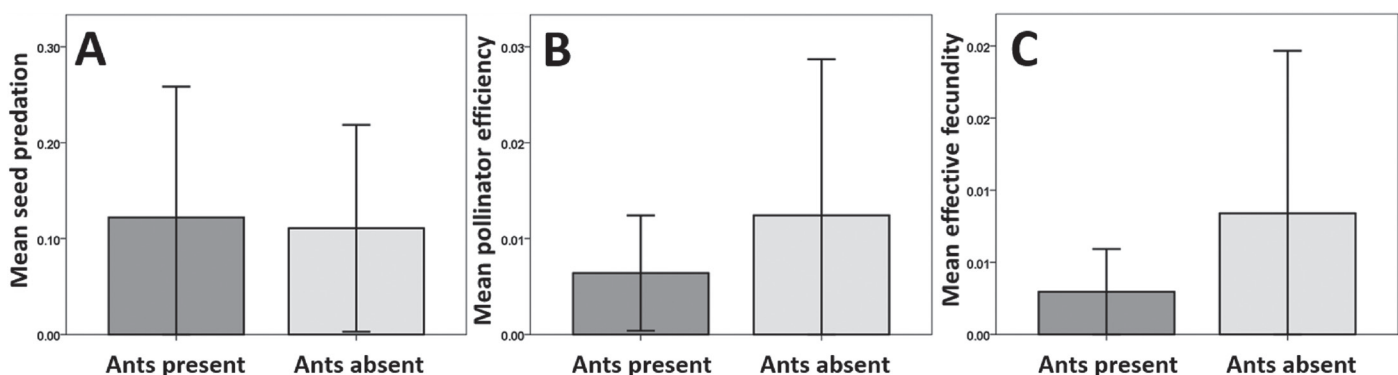 A
Mean seed predation
0.30
0.20
0.10
0.00
Ants present
Ants absent
B
Mean pollinator efficiency
0.03
0.02
0.01
0.00
Ants present
Ants absent
C
Mean effective fecundity
0.02
0.02
0.01
0.01
0.00
Ants present
Ants absent